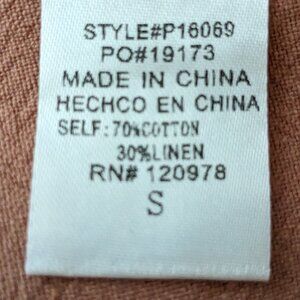 STYLE#P16069
PO#19173
MADE IN CHINA
HECHCO EN CHINA
SELF:70%COTTON
30%LINEN
RN# 120978
S